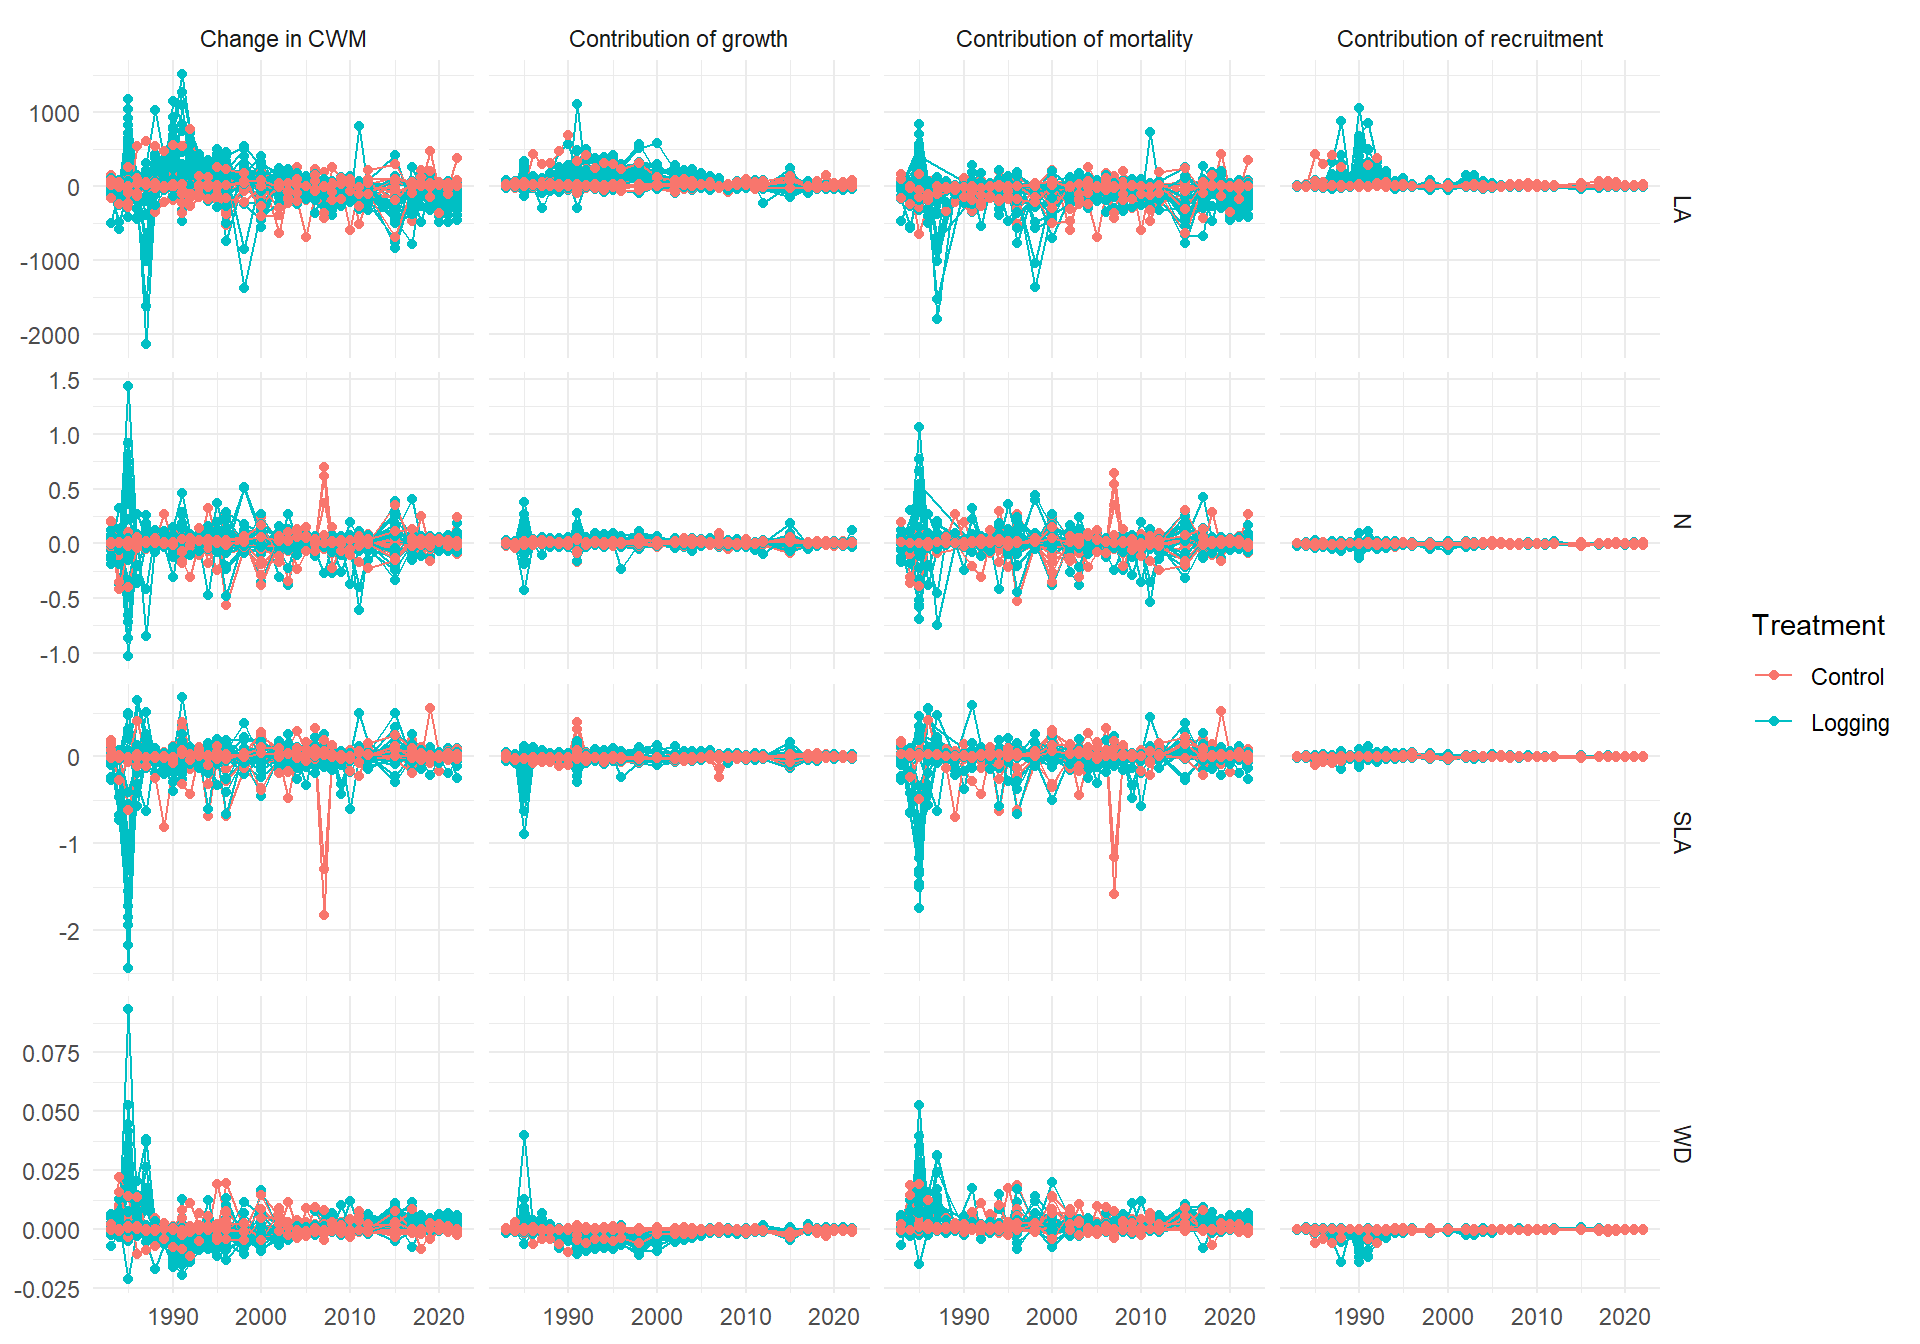 Change in CWM Contribution of growth Contribution of mortality Contribution of recruitment
1000
0
-1000
-2000
LA
1.5
1.0
0.5
0.0
-0.5
-1.0
N
0
-1
-2
SLA
0.075
0.050
0.025
0.000
-0.025
WD
1990 2000 2010 2020 1990 2000 2010 2020 1990 2000 2010 2020 1990 2000 2010 2020
Treatment
Control
Logging